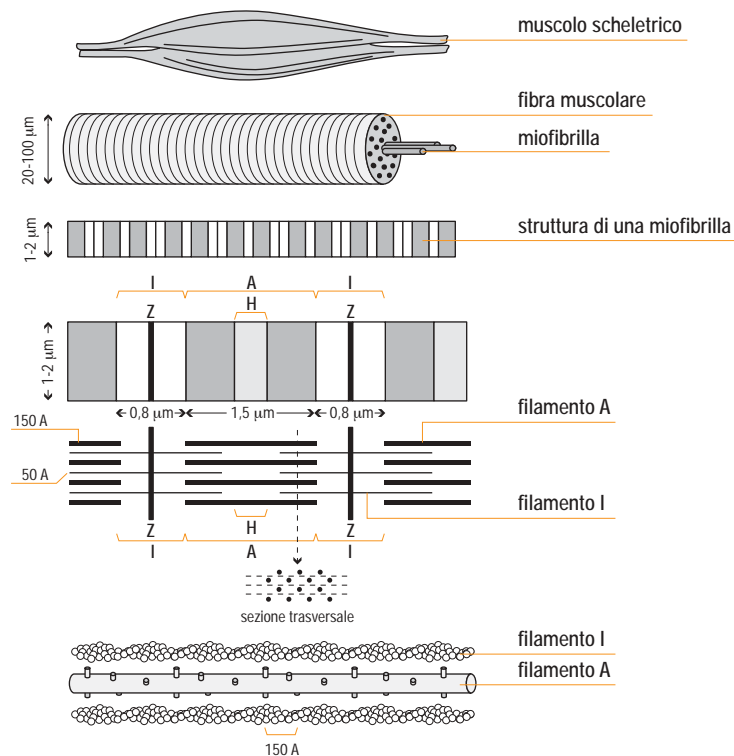 muscolo scheletrico
fibra muscolare
miofibrilla
20-100 µm
struttura di una miofibrilla
1-2 µm
I A I
Z H Z
1-2 µm
0,8 µm 1,5 µm 0,8 µm
filamento A
150 A
50 A
filamento I
Z H Z
I A I
sezione trasversale
filamento I
filamento A
150 A